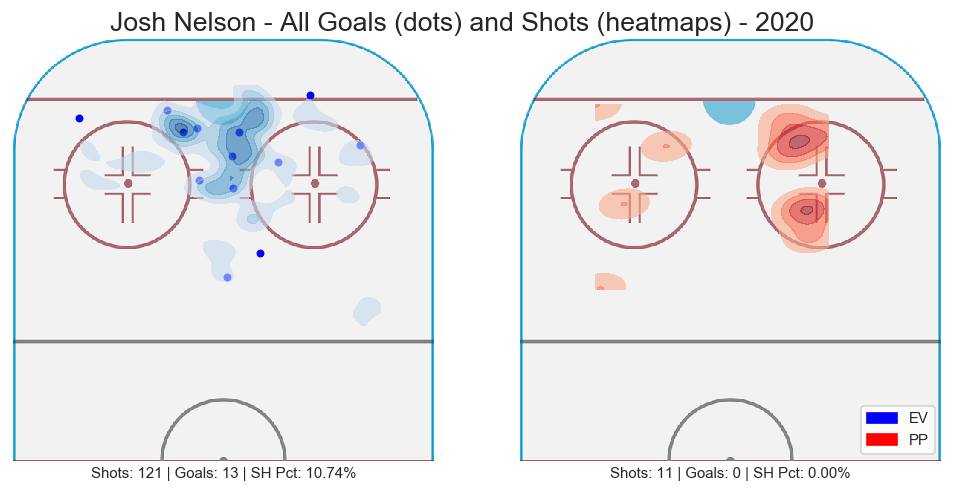 Josh Nelson - All Goals (dots) and Shots (heatmaps) - 2020
EV
PP
Shots: 121 | Goals: 13 | SH Pct: 10.74%
Shots: 11 | Goals: 0 | SH Pct: 0.00%